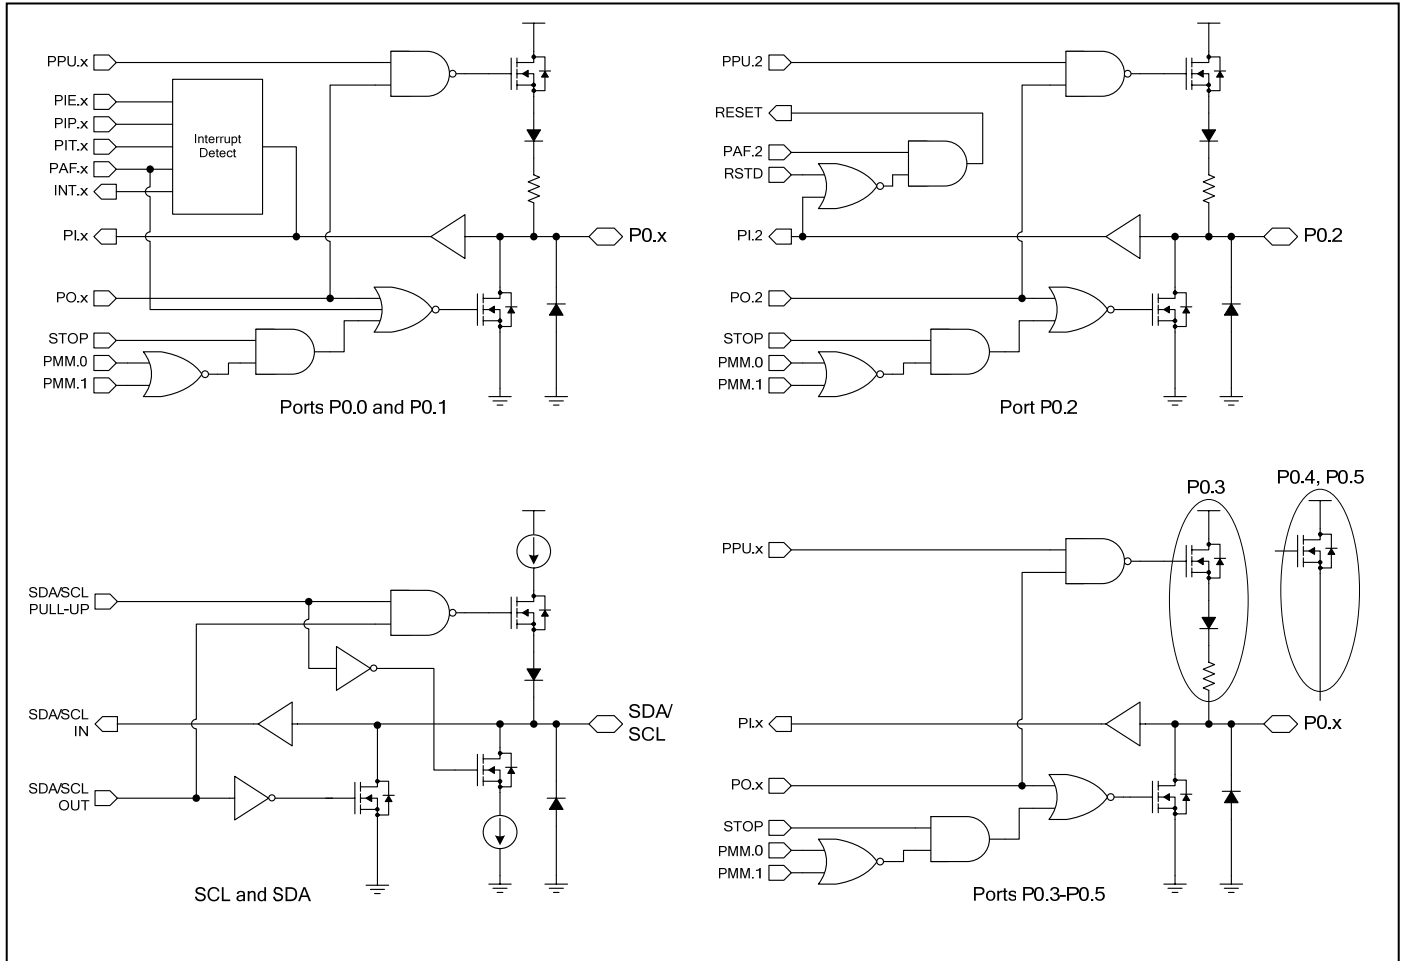 PPU.x
PIE.x
PIP.x
PIT.x
PAF.x
INT.x
Interrupt
Detect
PI.x
P0.x
PO.x
STOP
PMM.0
PMM.1
Ports P0.0 and P0.1
PPU.2
RESET
PAF.2
RSTD
PI.2
P0.2
PO.2
STOP
PMM.0
PMM.1
Port P0.2
SDA/SCL
PULL-UP
SDA/SCL
IN
SDA/
SCL
SDA/SCL
OUT
SCL and SDA
P0.3
P0.4, P0.5
PPU.x
PI.x
P0.x
PO.x
STOP
PMM.0
PMM.1
Ports P0.3-P0.5